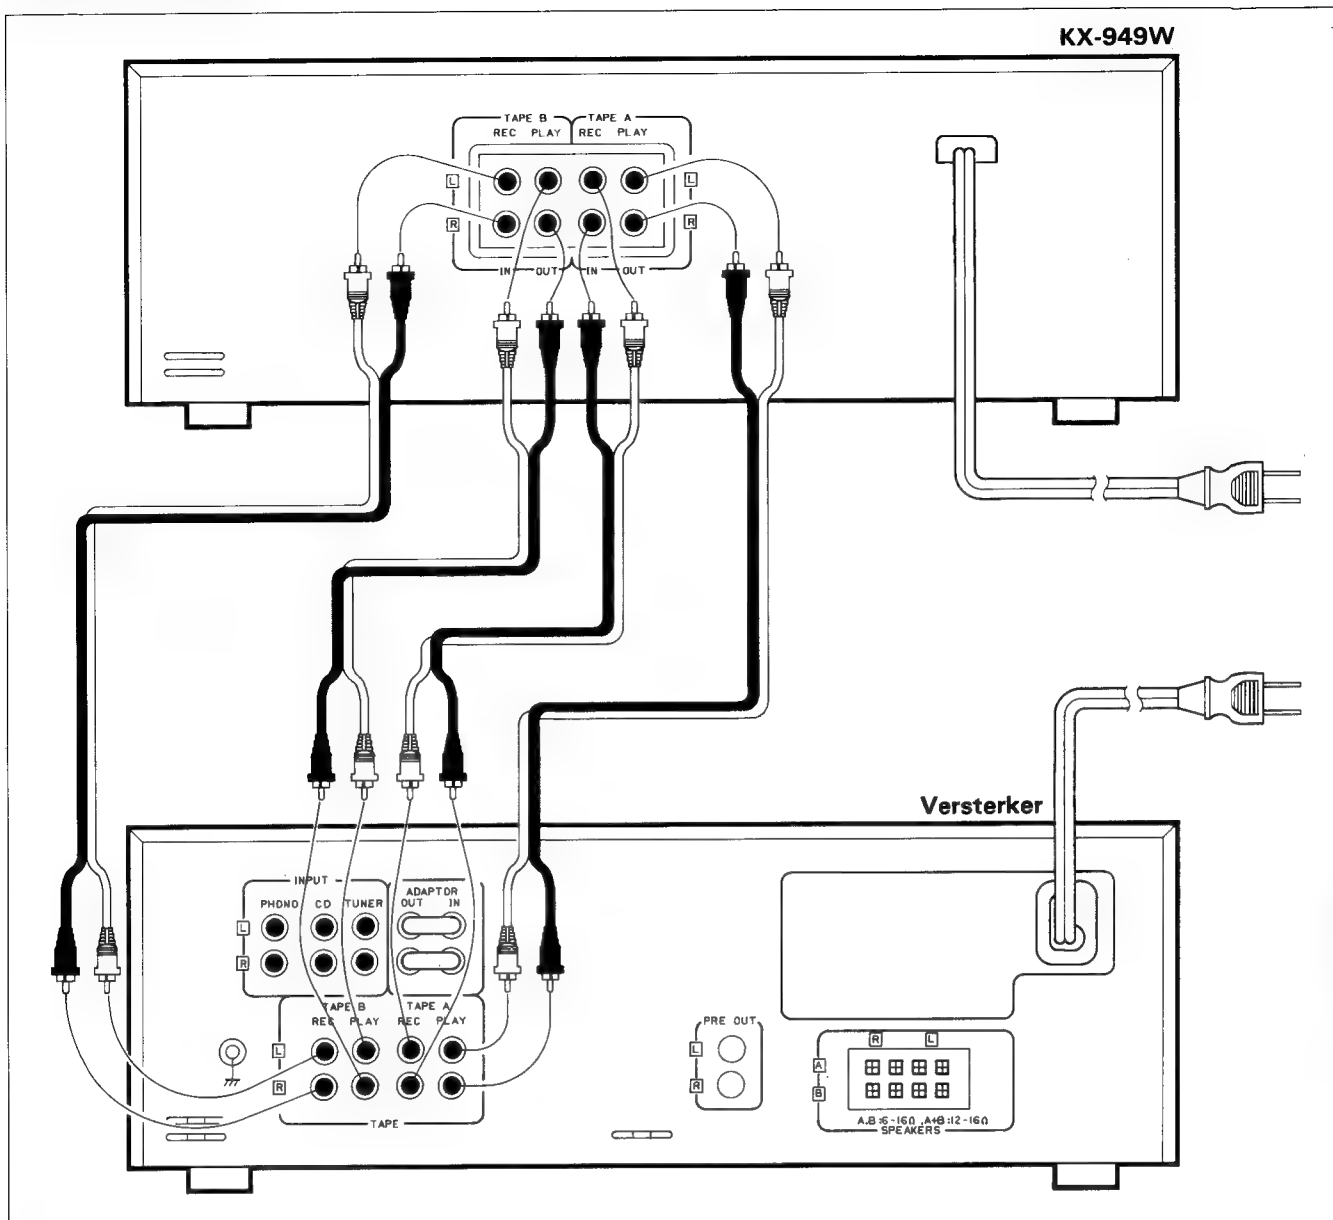 KX-949W
TAPE B TAPE A
REC PLAY REC PLAY
L L
R R
IN OUT IN OUT
Versterker
INPUT
PHONO CD TUNER
ADAPTOR
OUT IN
L
R
TAPE B TAPE A
REC PLAY REC PLAY
L
R
TAPE
PRE OUT
L
R
R L
A
B
A.B:6-16Ω ,A+B:12-16Ω
SPEAKERS